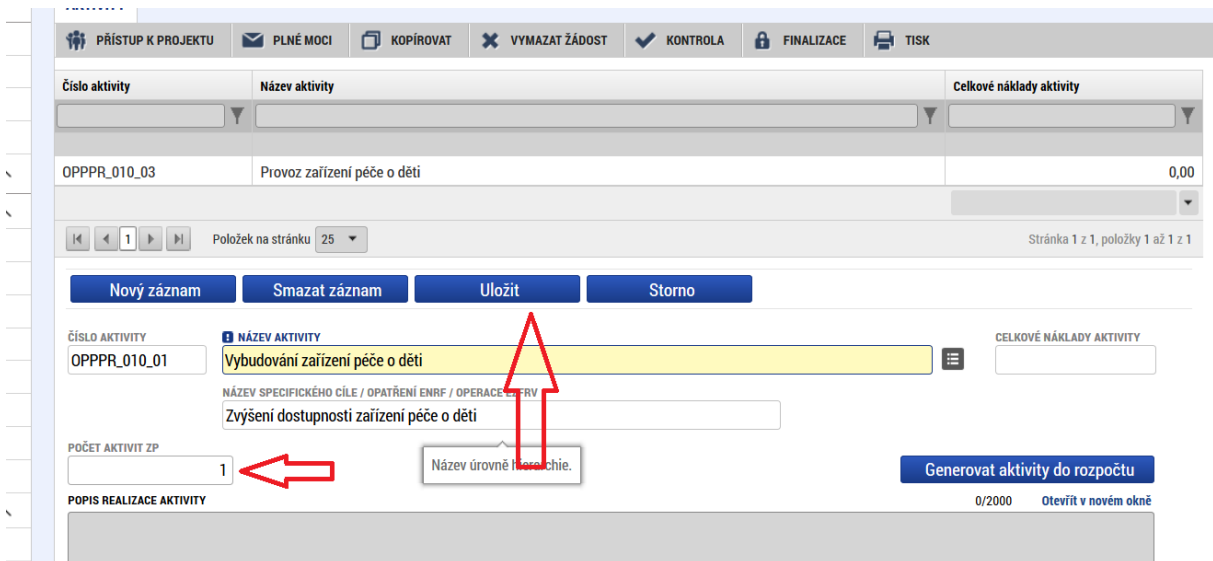 AKTIVITY
PŘÍSTUP K PROJEKTU PLNÉ MOCI KOPÍROVAT VYMAZAT ŽÁDOST KONTROLA FINALIZACE TISK
Číslo aktivity Název aktivity Celkové náklady aktivity
OPPPR_010_03 Provoz zařízení péče o děti 0,00
1 Položek na stránku 25 Stránka 1 z 1, položky 1 až 1 z 1
Nový záznam Smazat záznam Uložit Storno
ČÍSLO AKTIVITY NÁZEV AKTIVITY CELKOVÉ NÁKLADY AKTIVITY
OPPPR_010_01 Vybudování zařízení péče o děti
NÁZEV SPECIFICKÉHO CÍLE / OPATŘENÍ ENRF / OPERACE EZFRV
Zvýšení dostupnosti zařízení péče o děti
POČET AKTIVIT ZP
1 Název úrovně hierarchie.
Generovat aktivity do rozpočtu
POPIS REALIZACE AKTIVITY 0/2000 Otevřít v novém okně